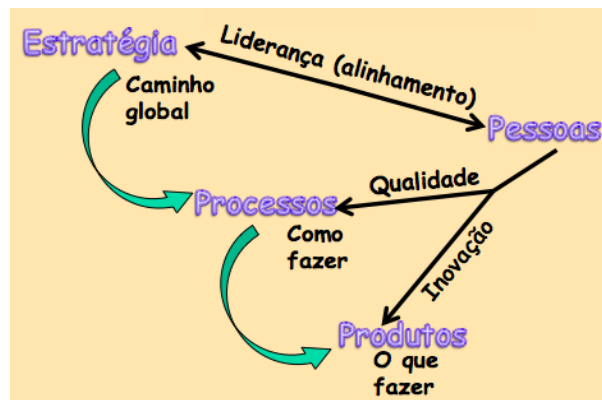 Estratégia
Liderança (alinhamento)
Caminho
global
Pessoas
Qualidade
Processos
Como
fazer
Inovação
Produtos
O que
fazer